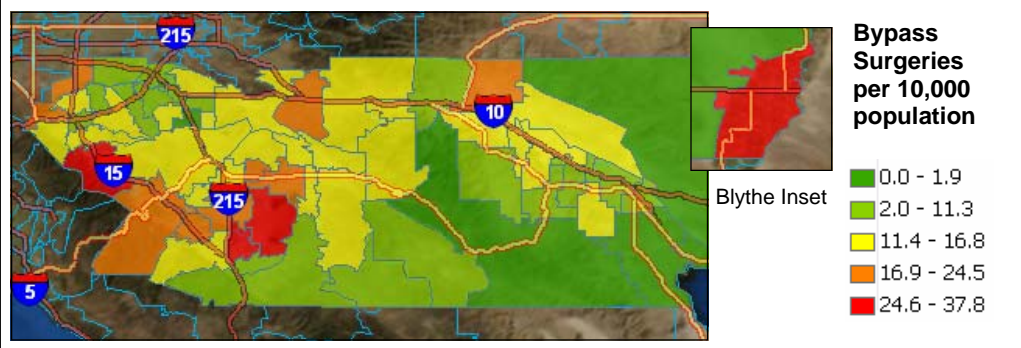 215
10
15
215
5
Blythe Inset
Bypass
Surgeries
per 10,000
population
0.0 - 1.9
2.0 - 11.3
11.4 - 16.8
16.9 - 24.5
24.6 - 37.8